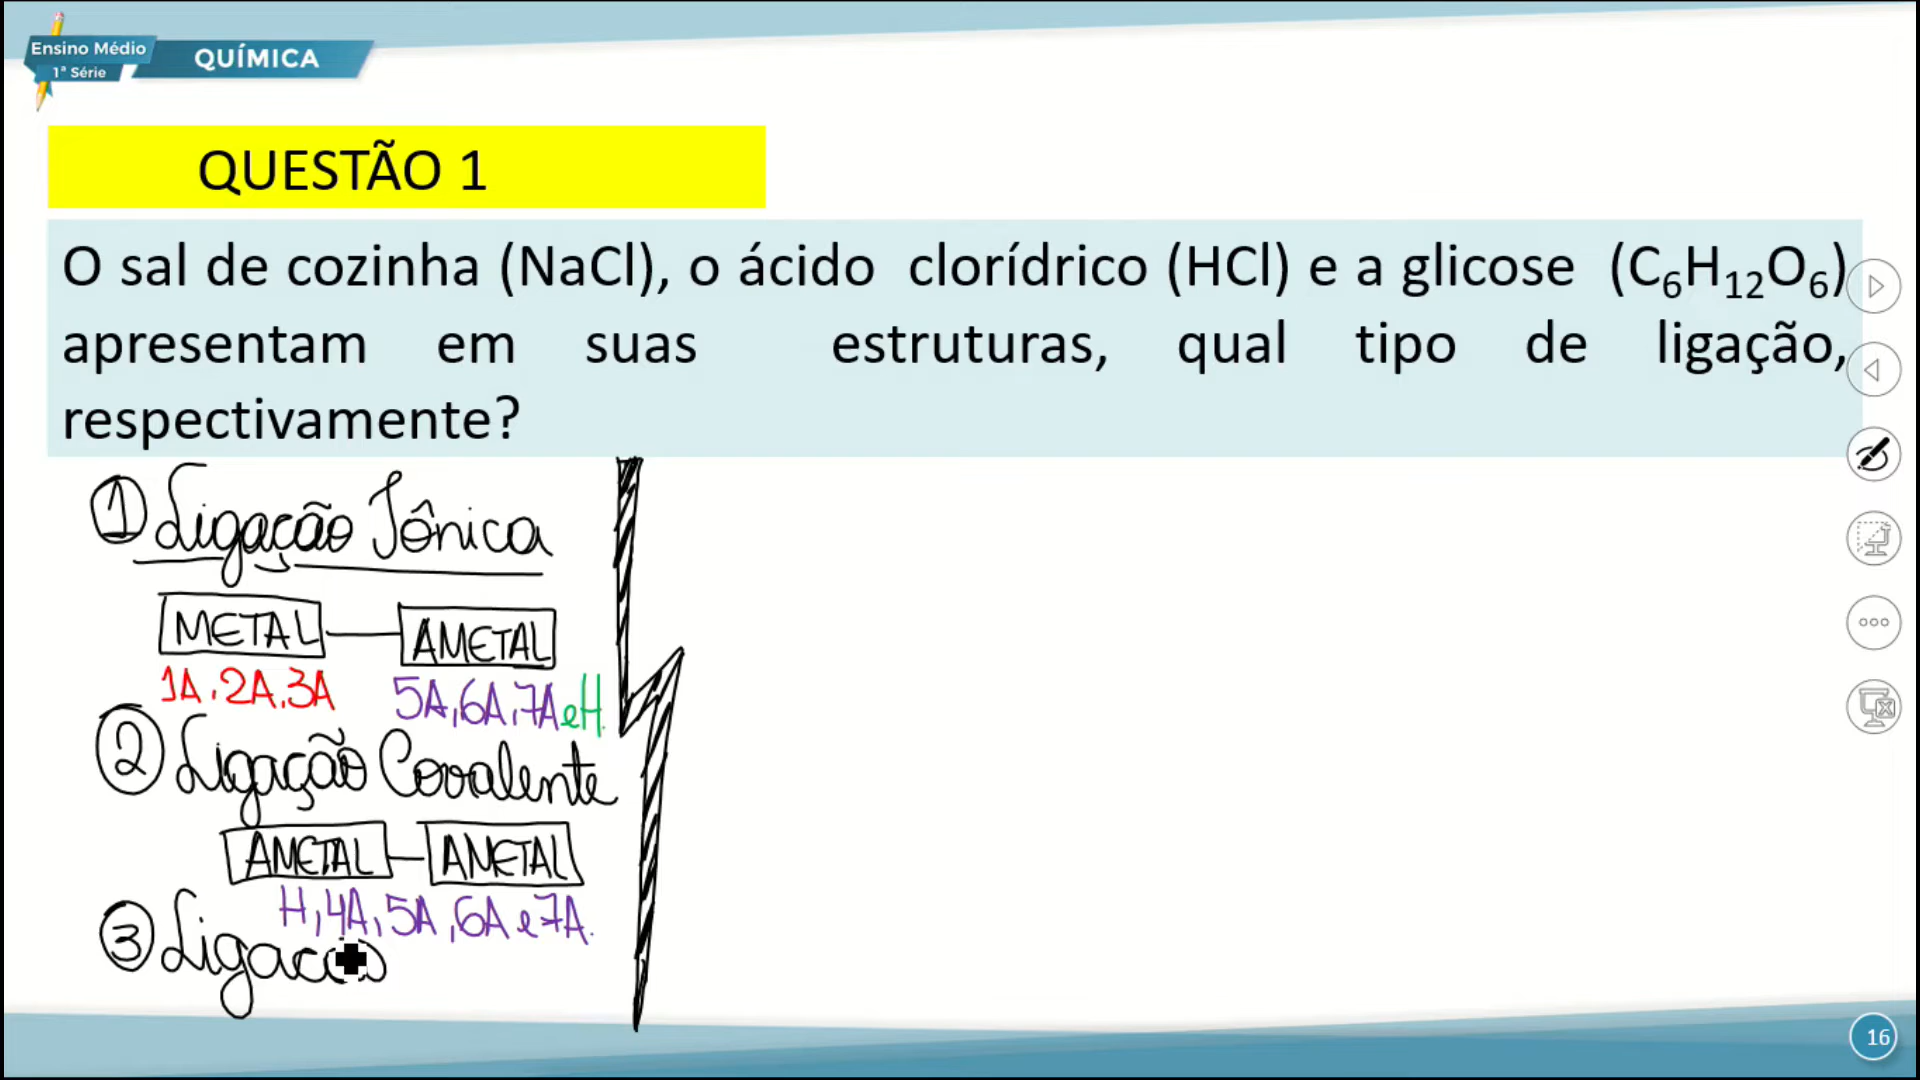 Ensino Médio
1ª Série
QUÍMICA
QUESTÃO 1
O sal de cozinha (NaCl), o ácido clorídrico (HCl) e a glicose (C₆H₁₂O₆)
apresentam em suas estruturas, qual tipo de ligação,
respectivamente?
① Ligação Iônica
METAL — AMETAL
1A, 2A, 3A 5A, 6A, 7A e H.
② Ligação Covalente
AMETAL — AMETAL
H, 4A, 5A, 6A e 7A.
③ Ligacao
16